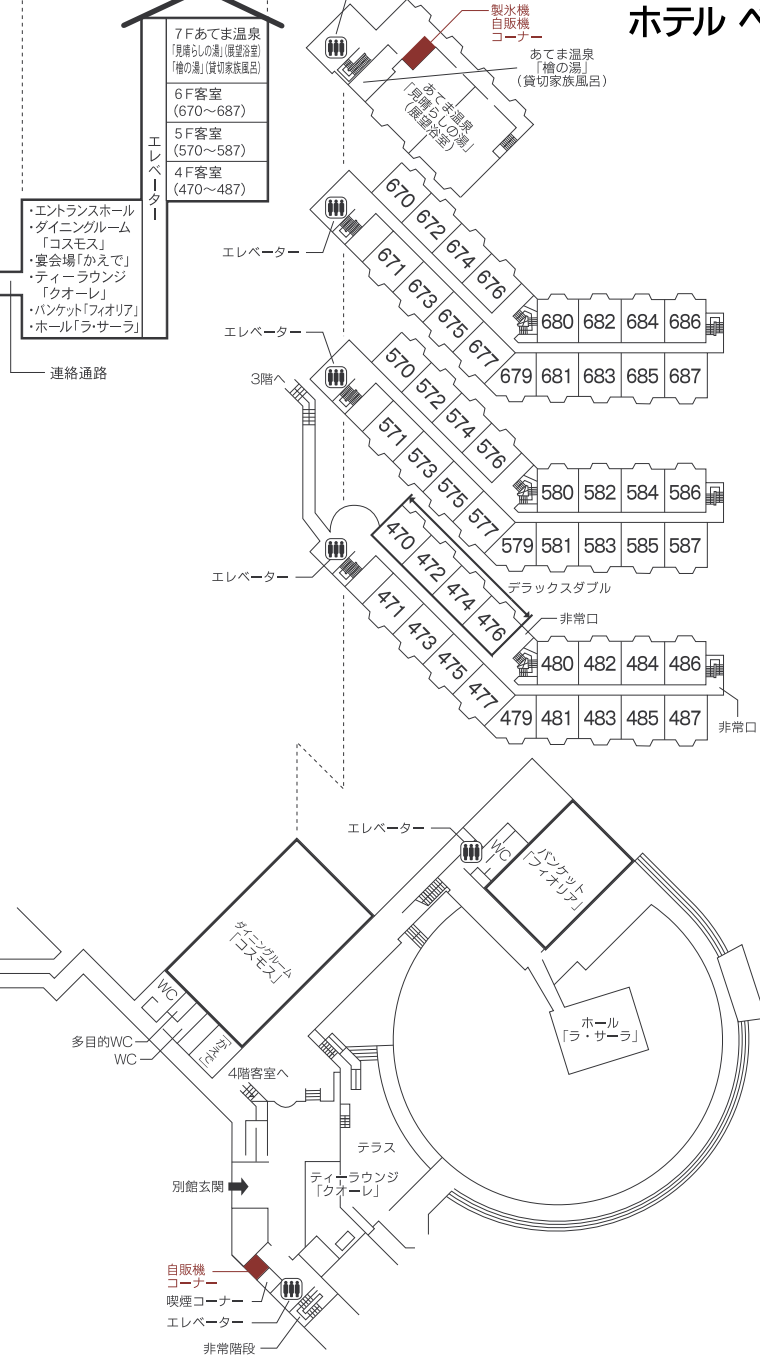 ホテル ベ
製氷機
自販機
コーナー
あてま温泉
「檜の湯」
（貸切家族風呂）
あてま温泉
「見晴らしの湯」
（展望浴室）
7Fあてま温泉
「見晴らしの湯」(展望浴室)
「檜の湯」(貸切家族風呂)
6F客室
(670〜687)
5F客室
(570〜587)
4F客室
(470〜487)
エレベーター
・エントランスホール
・ダイニングルーム
「コスモス」
・宴会場「かえで」
・ティーラウンジ
「クオーレ」
・バンケット「フィオリア」
・ホール「ラ・サーラ」
連絡通路
エレベーター
670
672
674
676
671
673
675
677
680 682 684 686
679 681 683 685 687
エレベーター
3階へ
570
572
574
576
571
573
575
577
580 582 584 586
579 581 583 585 587
エレベーター
470
472
474
476
デラックスダブル
非常口
471
473
475
477
480 482 484 486
479 481 483 485 487
非常口
エレベーター
WC
バンケット
「フィオリア」
ダイニングルーム
「コスモス」
WC
多目的WC
WC
「かえで」
ホール
「ラ・サーラ」
4階客室へ
テラス
ティーラウンジ
「クオーレ」
別館玄関
自販機
コーナー
喫煙コーナー
エレベーター
非常階段